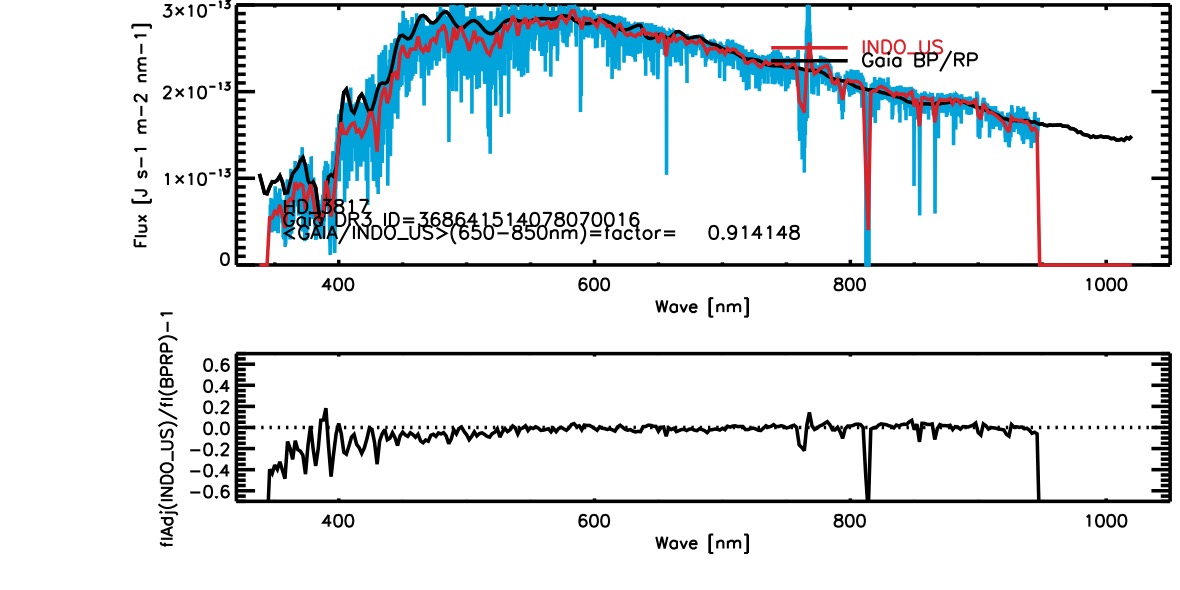 3×10⁻¹³
2×10⁻¹³
1×10⁻¹³
0
Flux [J s−1 m−2 nm−1]
INDO_US
Gaia BP/RP
HD_3817
Gaia DR3 ID=368641514078070016
<GAIA/INDO_US>(650−850nm)=factor= 0.914148
400 600 800 1000
Wave [nm]
flAdj(INDO_US)/fl(BPRP)−1
0.6
0.4
0.2
0.0
−0.2
−0.4
−0.6
400 600 800 1000
Wave [nm]